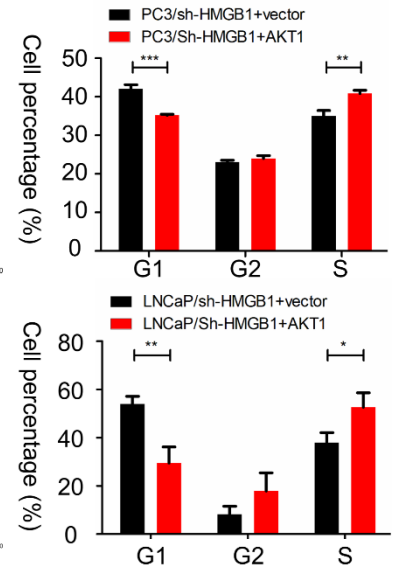 PC3/sh-HMGB1+vector
PC3/Sh-HMGB1+AKT1
Cell percentage (%)
50
40
30
20
10
0
***
**
G1 G2 S
LNCaP/sh-HMGB1+vector
LNCaP/Sh-HMGB1+AKT1
Cell percentage (%)
80
60
40
20
0
**
*
G1 G2 S